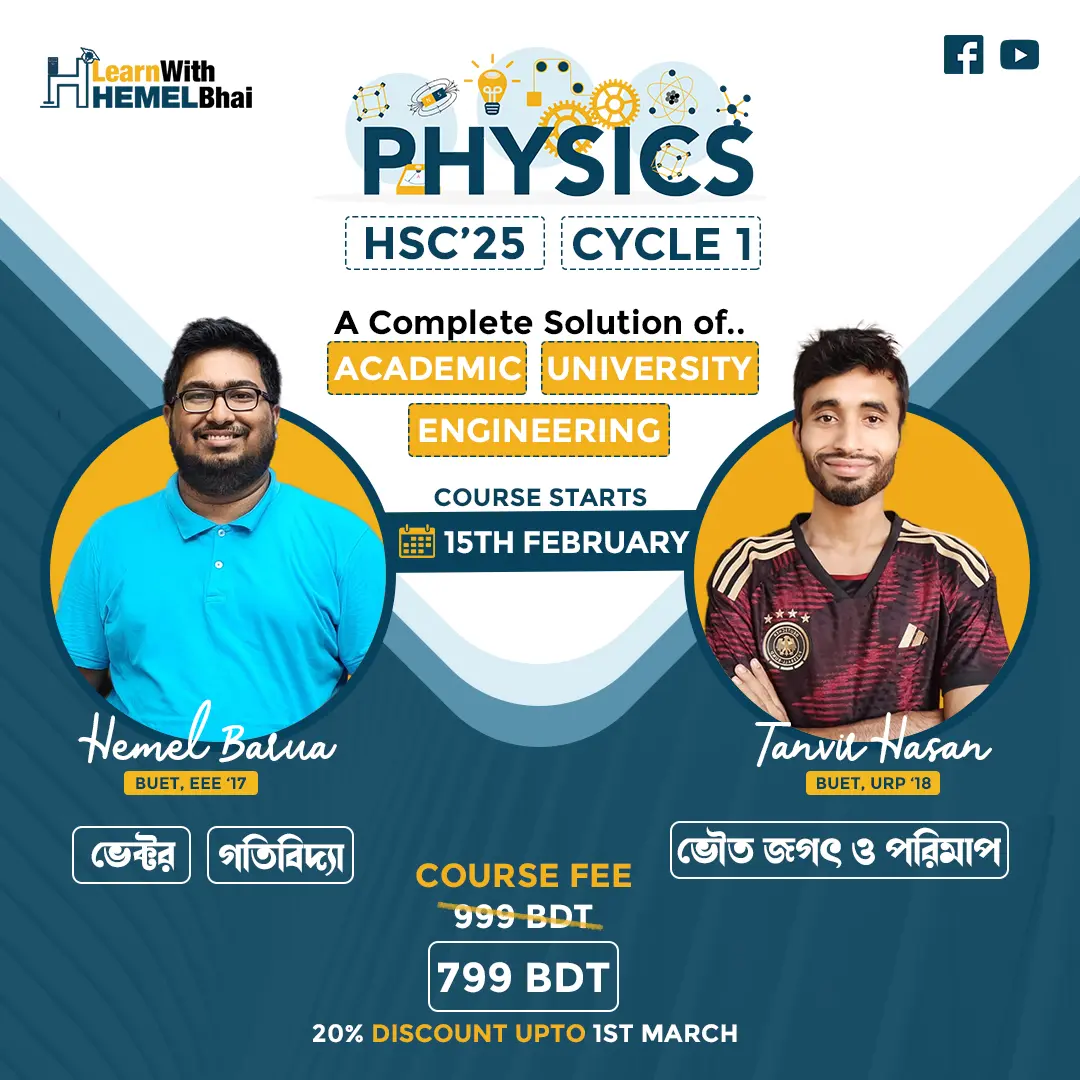 LearnWith
HEMELBhai
PHYSICS
HSC’25 CYCLE 1
A Complete Solution of..
ACADEMIC UNIVERSITY
ENGINEERING
COURSE STARTS
15TH FEBRUARY
Hemel Barua
BUET, EEE ‘17
ভেক্টর গতিবিদ্যা
Tanvir Hasan
BUET, URP ‘18
ভৌত জগৎ ও পরিমাপ
COURSE FEE
999 BDT
799 BDT
20% DISCOUNT UPTO 1ST MARCH